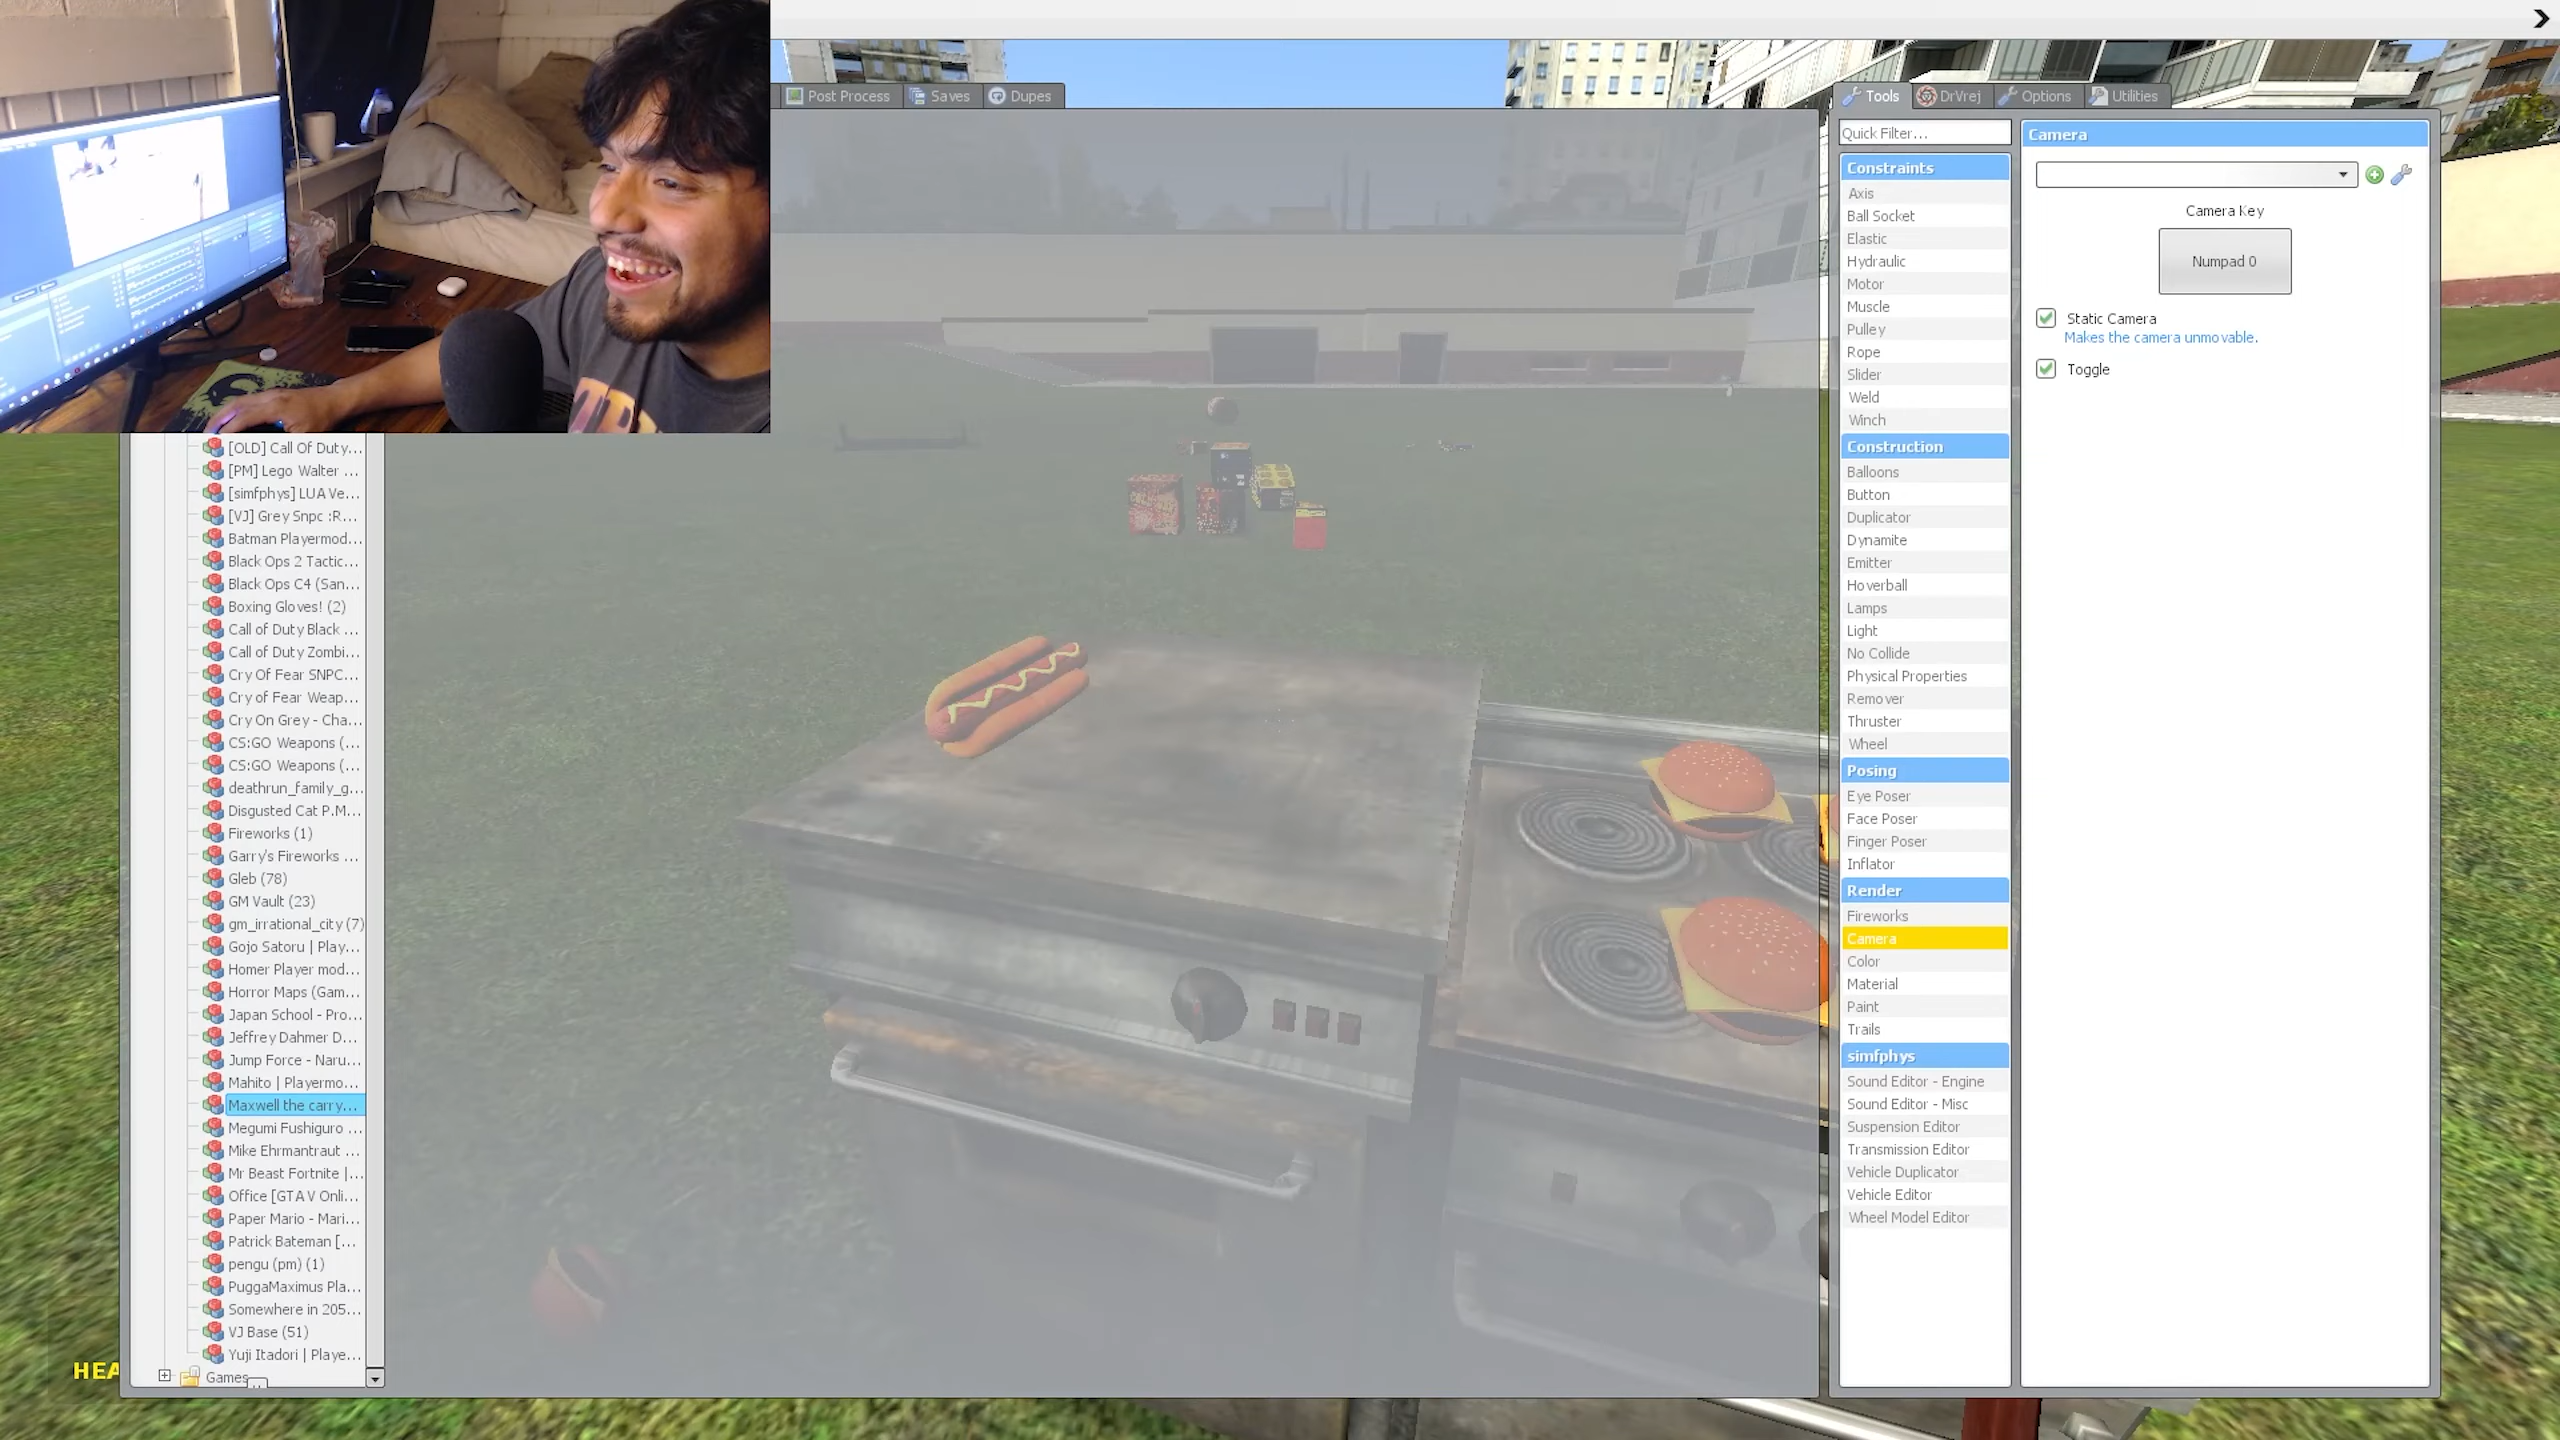 Post Process
Saves
Dupes
[OLD] Call Of Duty...
[PM] Lego Walter ...
[simfphys] LUA Ve...
[VJ] Grey Snpc :R...
Batman Playermod...
Black Ops 2 Tactic...
Black Ops C4 (San...
Boxing Gloves! (2)
Call of Duty Black ...
Call of Duty Zombi...
Cry Of Fear SNPC...
Cry of Fear Weap...
Cry On Grey - Cha...
CS:GO Weapons (...
CS:GO Weapons (...
deathrun_family_g...
Disgusted Cat P.M...
Fireworks (1)
Garry's Fireworks ...
Gleb (78)
GM Vault (23)
gm_irrational_city (7)
Gojo Satoru | Play...
Homer Player mod...
Horror Maps (Gam...
Japan School - Pro...
Jeffrey Dahmer D...
Jump Force - Naru...
Mahito | Playermo...
Maxwell the carry...
Megumi Fushiguro ...
Mike Ehrmantraut ...
Mr Beast Fortnite |...
Office [GTA V Onli...
Paper Mario - Mari...
Patrick Bateman [...
pengu (pm) (1)
PuggaMaximus Pla...
Somewhere in 205...
VJ Base (51)
Yuji Itadori | Playe...
Games
HEA
Tools
DrVrej
Options
Utilities
Quick Filter...
Constraints
Axis
Ball Socket
Elastic
Hydraulic
Motor
Muscle
Pulley
Rope
Slider
Weld
Winch
Construction
Balloons
Button
Duplicator
Dynamite
Emitter
Hoverball
Lamps
Light
No Collide
Physical Properties
Remover
Thruster
Wheel
Posing
Eye Poser
Face Poser
Finger Poser
Inflator
Render
Fireworks
Camera
Color
Material
Paint
Trails
simfphys
Sound Editor - Engine
Sound Editor - Misc
Suspension Editor
Transmission Editor
Vehicle Duplicator
Vehicle Editor
Wheel Model Editor
Camera
Camera Key
Numpad 0
Static Camera
Makes the camera unmovable.
Toggle